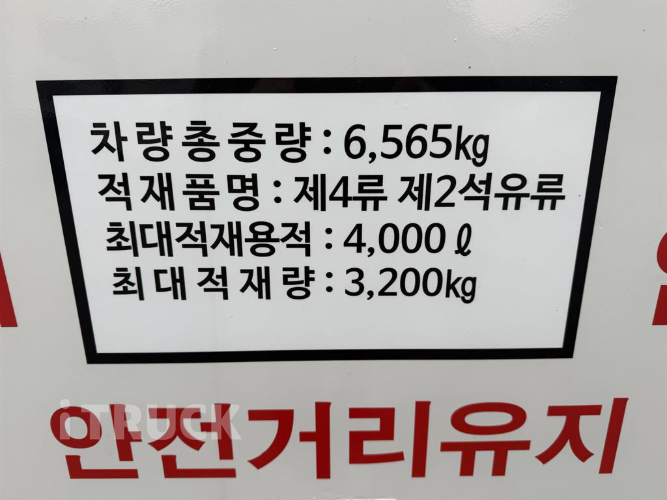 차량총중량 : 6,565kg
적재품명 : 제4류 제2석유류
최대적재용적 : 4,000 ℓ
최대적재량 : 3,200kg
iTRUCK
안전거리유지